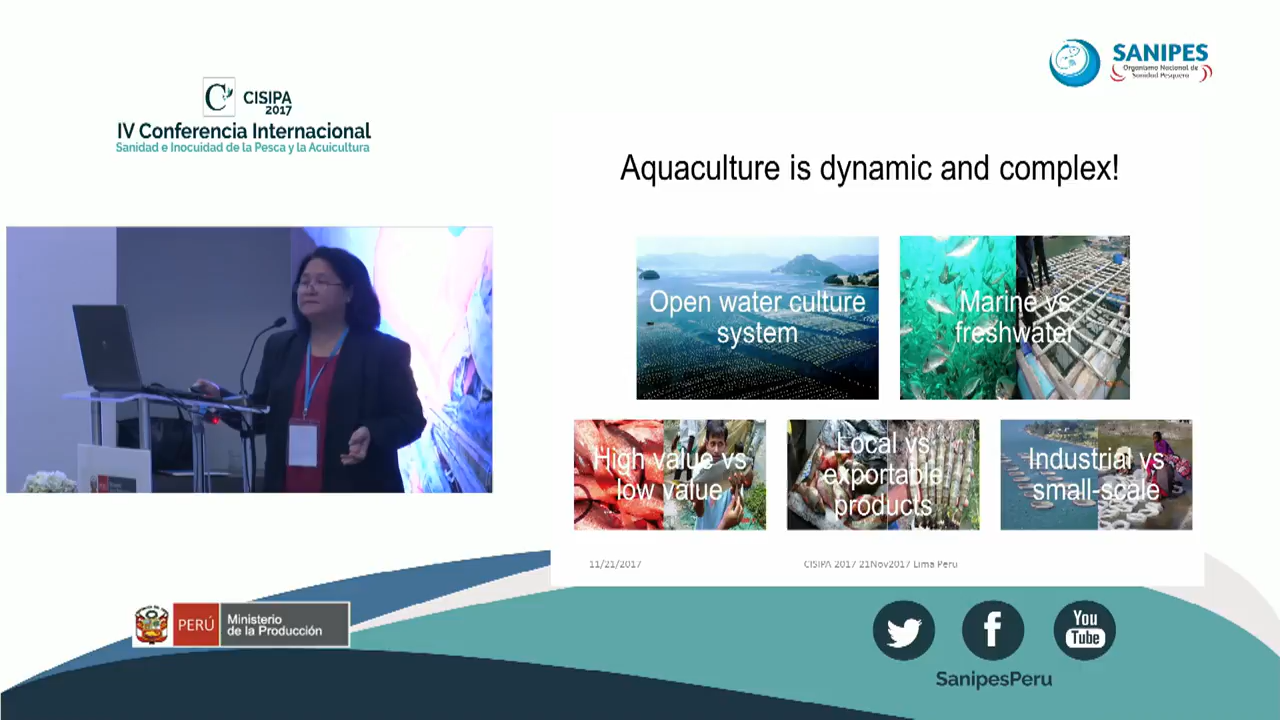 CISIPA
2017
IV Conferencia Internacional
Sanidad e Inocuidad de la Pesca y la Acuicultura
SANIPES
Organismo Nacional de
Sanidad Pesquera
Aquaculture is dynamic and complex!
Open water culture
system
Marine vs
freshwater
High value vs
low value
Local vs
exportable
products
Industrial vs
small-scale
11/21/2017
CISIPA 2017 21Nov2017 Lima Peru
PERÚ
Ministerio
de la Producción
You
Tube
SanipesPeru